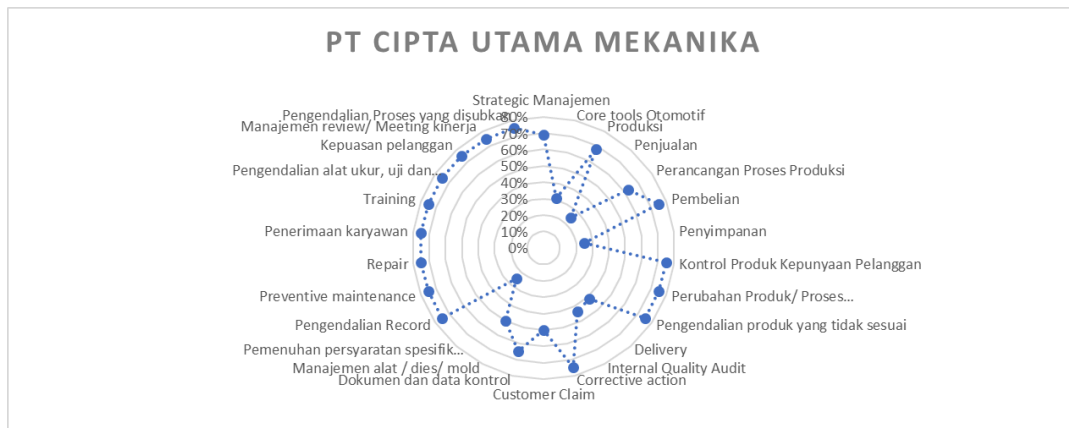 PT CIPTA UTAMA MEKANIKA
Strategic Manajemen
Core tools Otomotif
Produksi
Penjualan
Perancangan Proses Produksi
Pembelian
Penyimpanan
Kontrol Produk Kepunyaan Pelanggan
Perubahan Produk/ Proses...
Pengendalian produk yang tidak sesuai
Delivery
Internal Quality Audit
Corrective action
Customer Claim
Dokumen dan data kontrol
Manajemen alat / dies/ mold
Pemenuhan persyaratan spesifik...
Pengendalian Record
Preventive maintenance
Repair
Penerimaan karyawan
Training
Pengendalian alat ukur, uji dan...
Kepuasan pelanggan
Manajemen review/ Meeting kinerja
Pengendalian Proses yang disubkan
80%
70%
60%
50%
40%
30%
20%
10%
0%